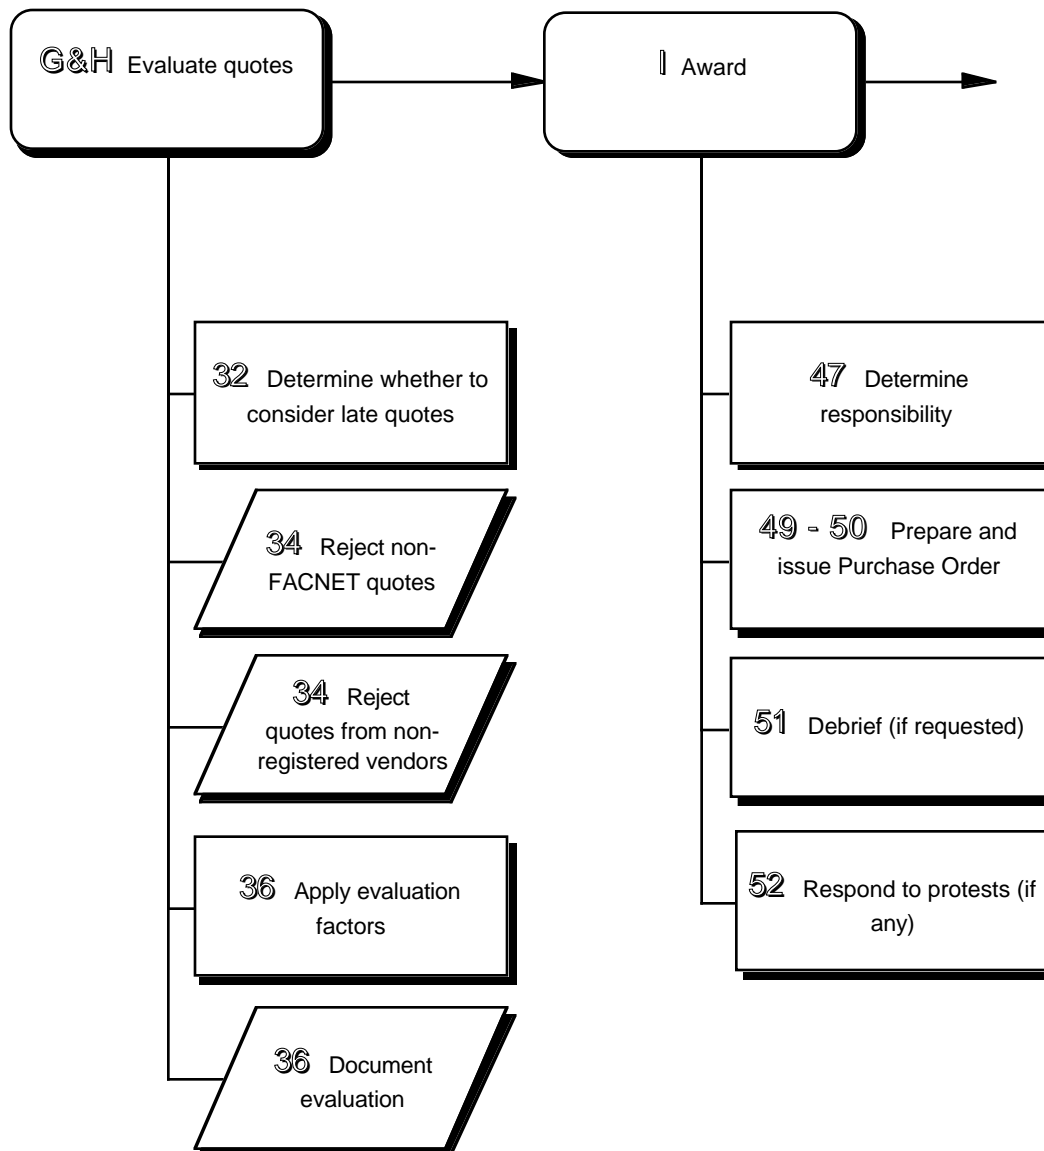 G&H Evaluate quotes
I Award
32 Determine whether to
consider late quotes
34 Reject non-
FACNET quotes
34 Reject
quotes from non-
registered vendors
36 Apply evaluation
factors
36 Document
evaluation
47 Determine
responsibility
49 - 50 Prepare and
issue Purchase Order
51 Debrief (if requested)
52 Respond to protests (if
any)